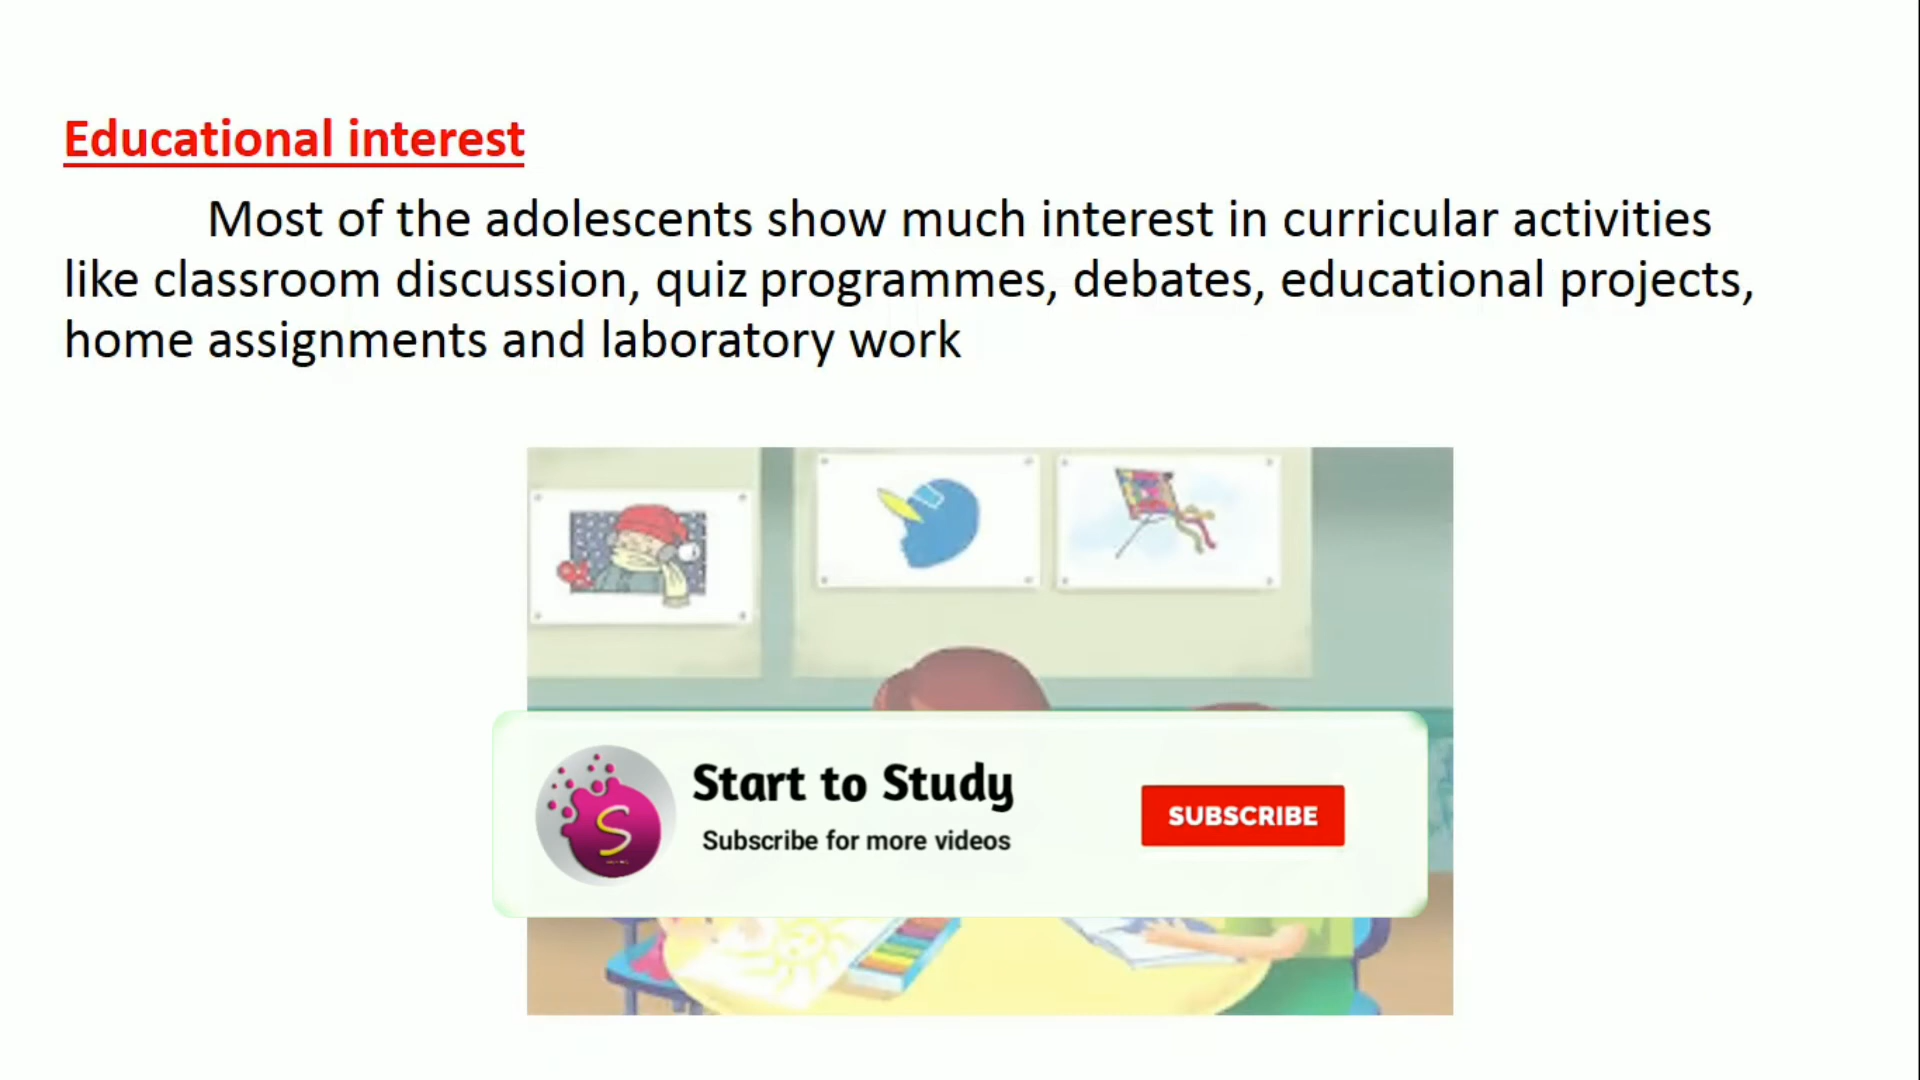 Educational interest
Most of the adolescents show much interest in curricular activities
like classroom discussion, quiz programmes, debates, educational projects,
home assignments and laboratory work
Start to Study
Subscribe for more videos
SUBSCRIBE
S